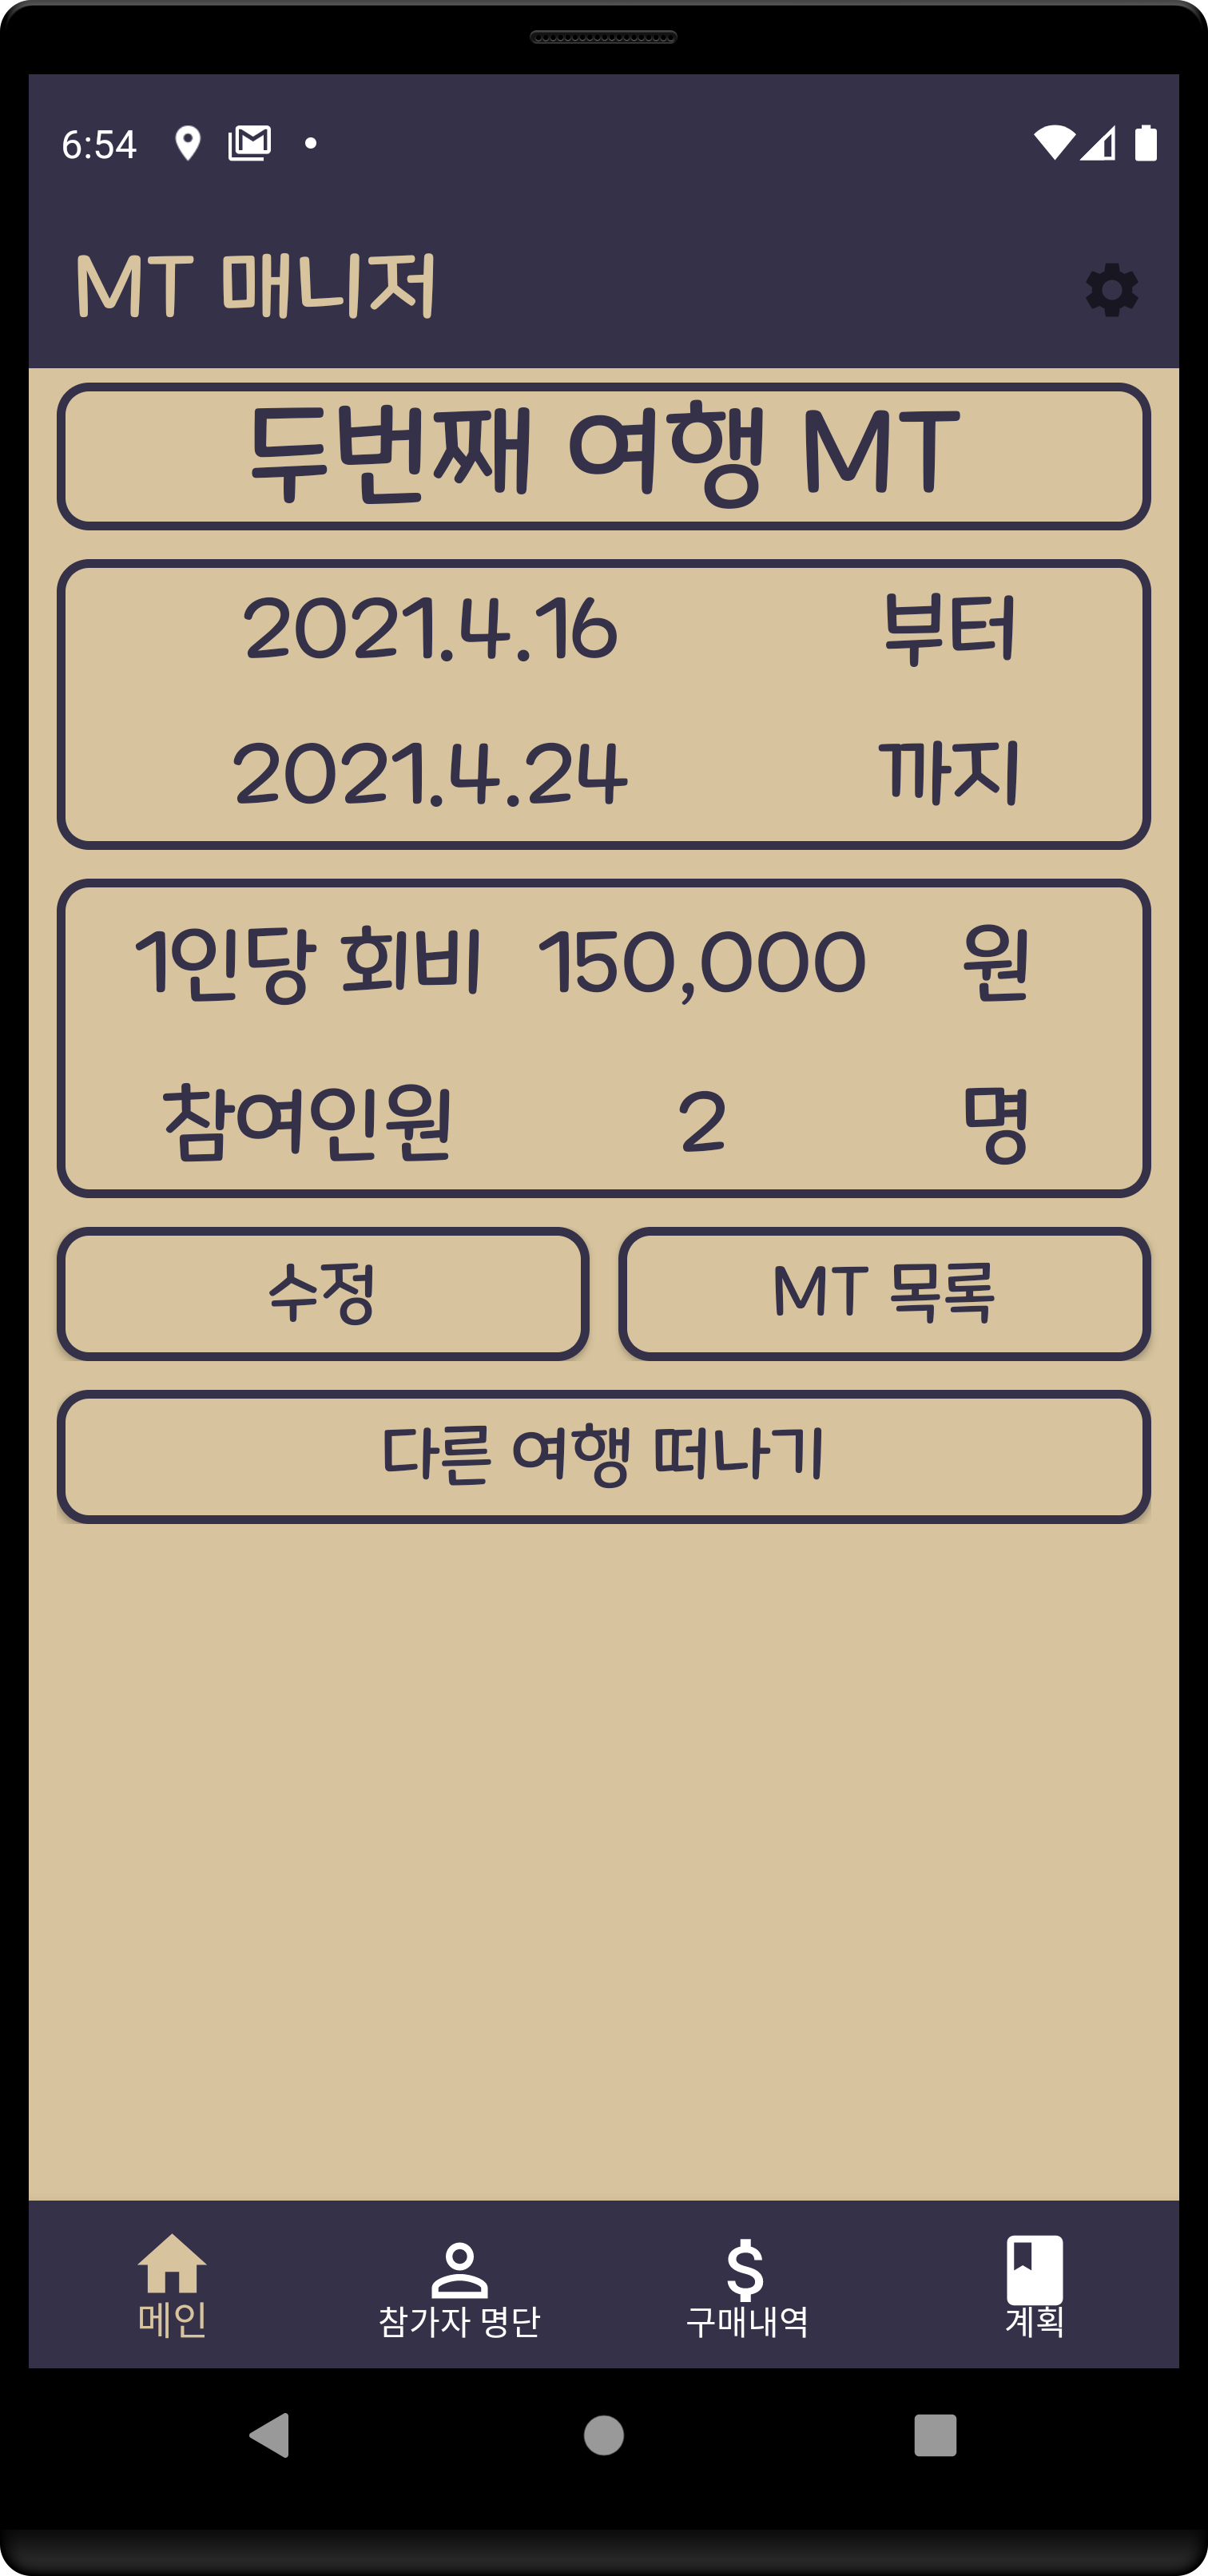 6:54
MT 매니저
두번째 여행 MT
2021.4.16 부터
2021.4.24 까지
1인당 회비 150,000 원
참여인원 2 명
수정 MT 목록
다른 여행 떠나기
메인 참가자 명단 구매내역 계획